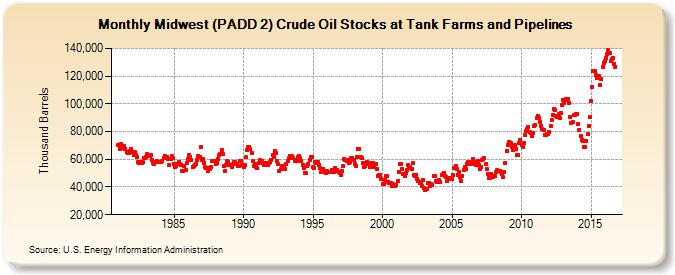 Monthly Midwest (PADD 2) Crude Oil Stocks at Tank Farms and Pipelines
Thousand Barrels
140,000
120,000
100,000
80,000
60,000
40,000
20,000
1985 1990 1995 2000 2005 2010 2015
Source: U.S. Energy Information Administration